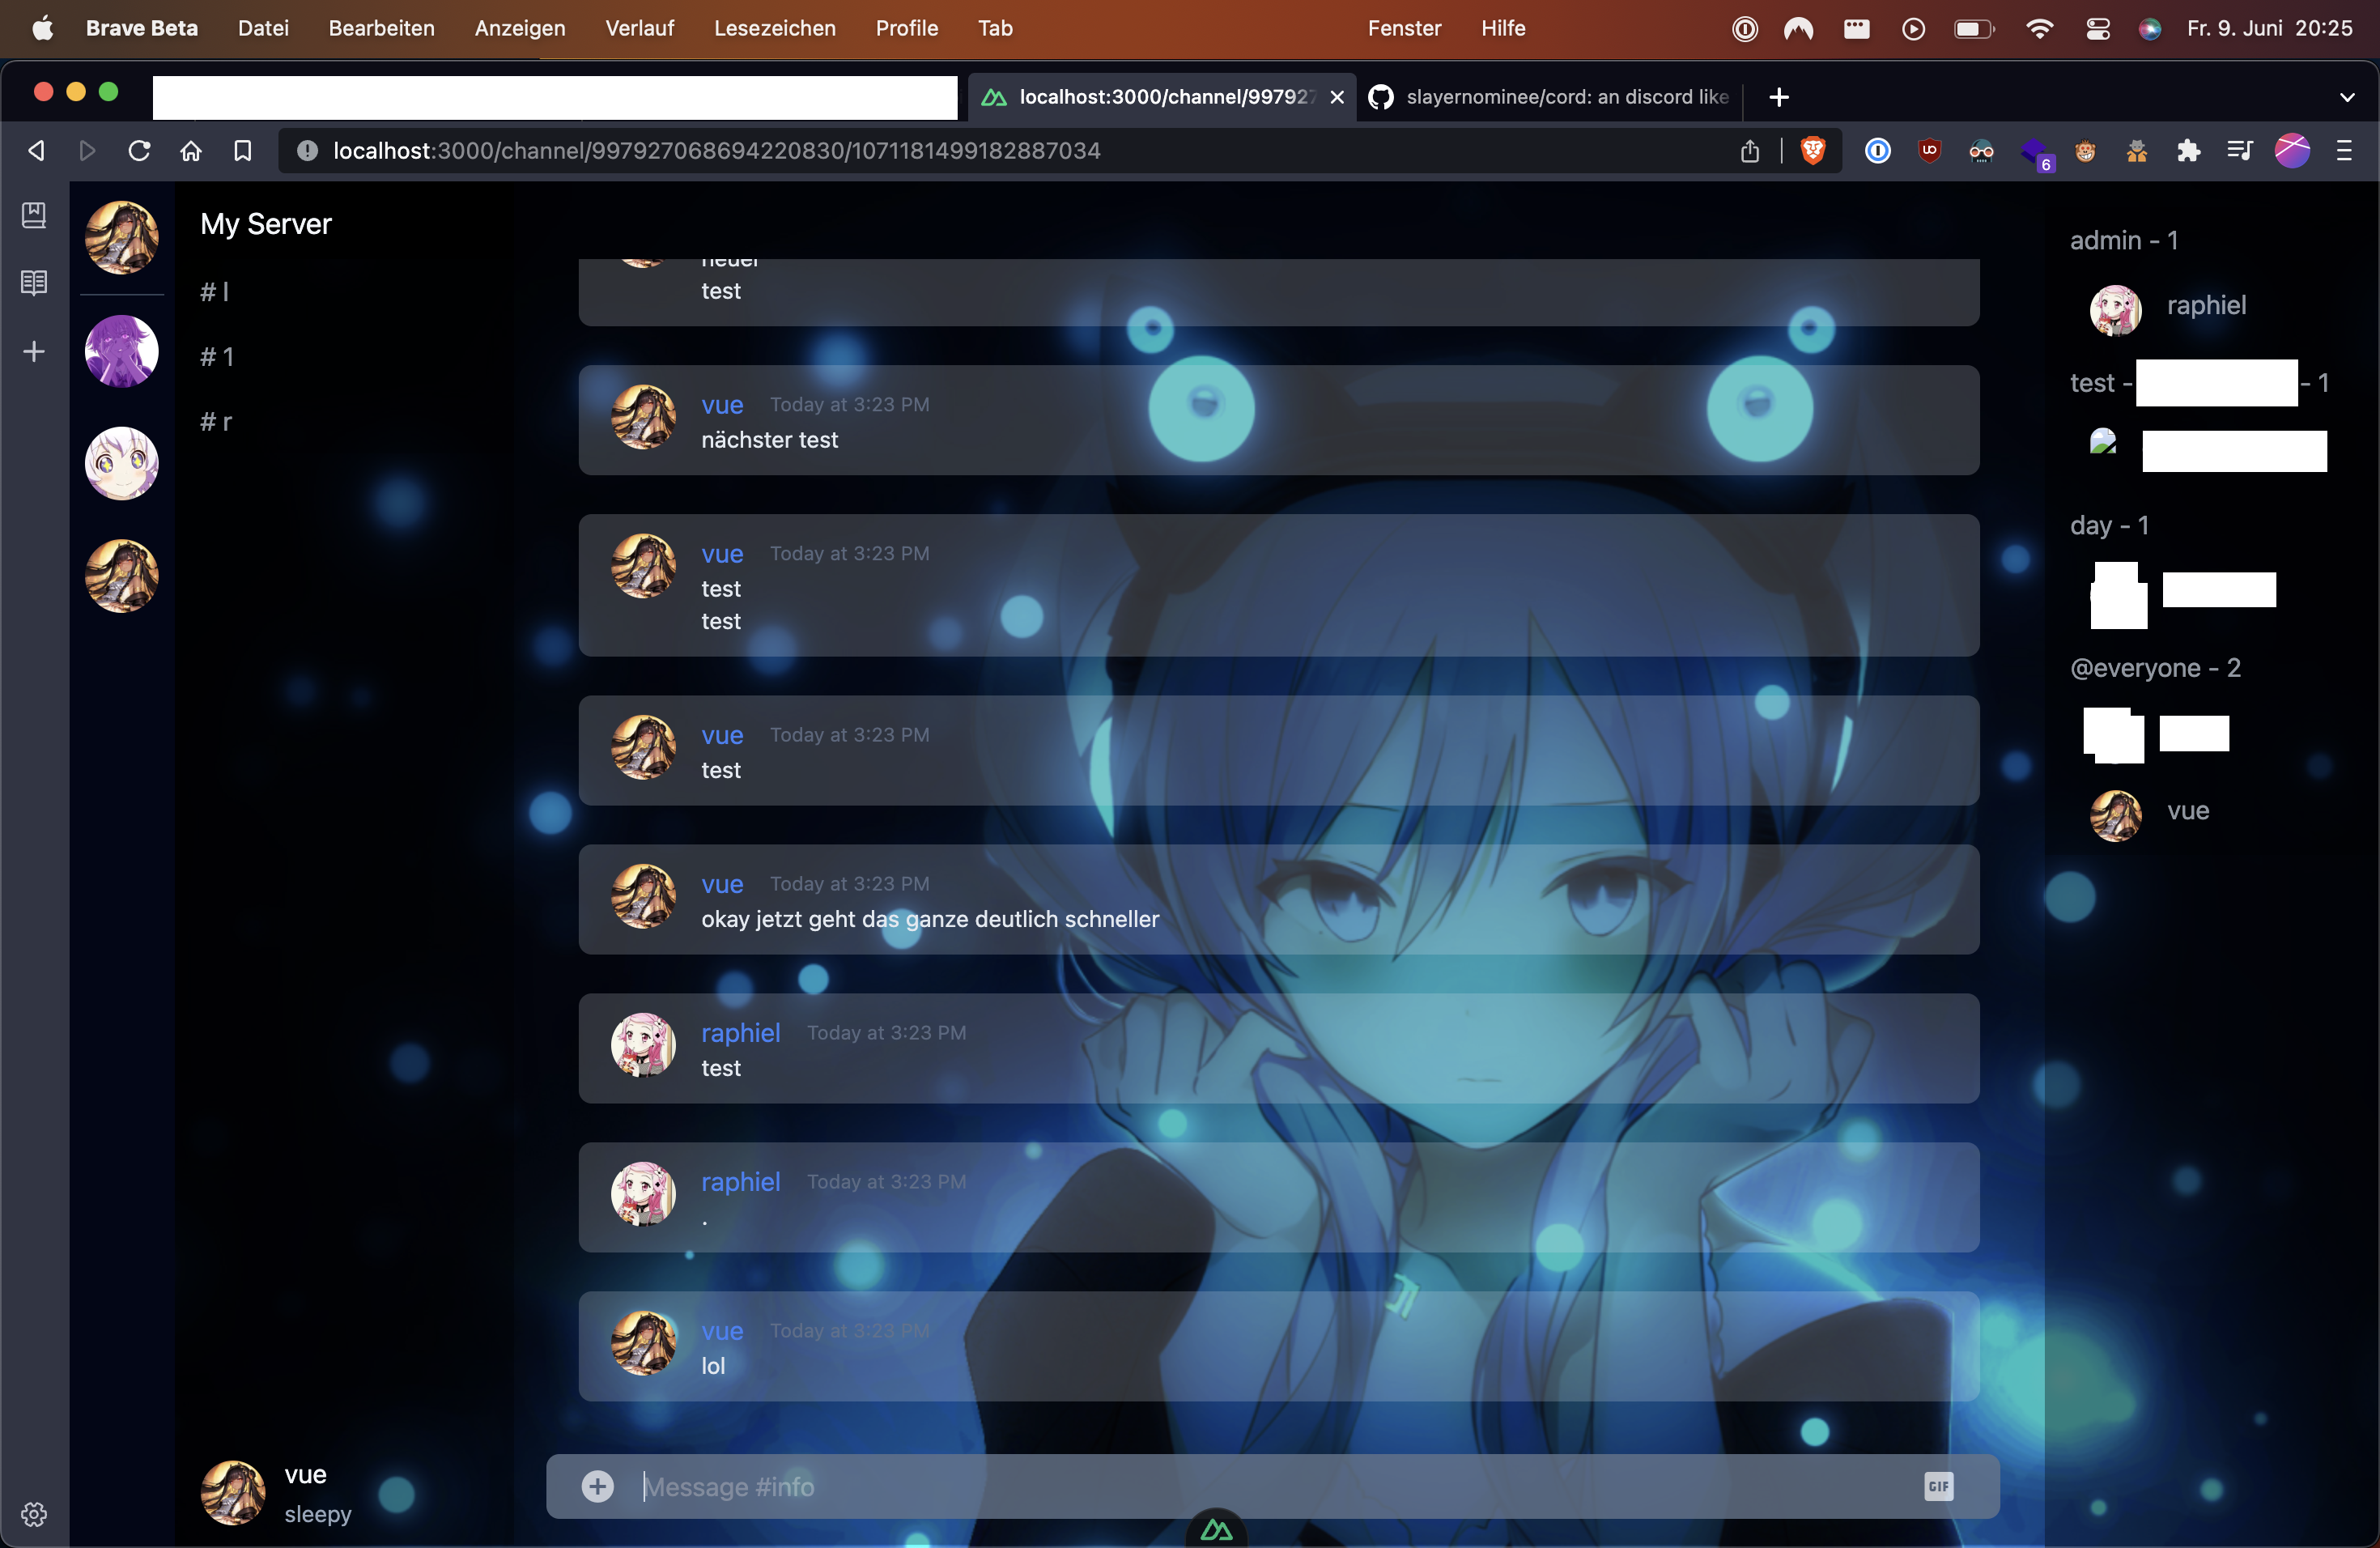 Brave Beta Datei Bearbeiten Anzeigen Verlauf Lesezeichen Profile Tab Fenster Hilfe Fr. 9. Juni 20:25
localhost:3000/channel/99792 slayernominee/cord: an discord like
localhost:3000/channel/997927068694220830/1071181499182887034
6
My Server
# l
# 1
# r
neuer
test
vue Today at 3:23 PM
nächster test
vue Today at 3:23 PM
test
test
vue Today at 3:23 PM
test
vue Today at 3:23 PM
okay jetzt geht das ganze deutlich schneller
raphiel Today at 3:23 PM
test
raphiel Today at 3:23 PM
.
vue Today at 3:23 PM
lol
Message #info
GIF
vue
sleepy
admin - 1
raphiel
test - - 1
day - 1
@everyone - 2
vue